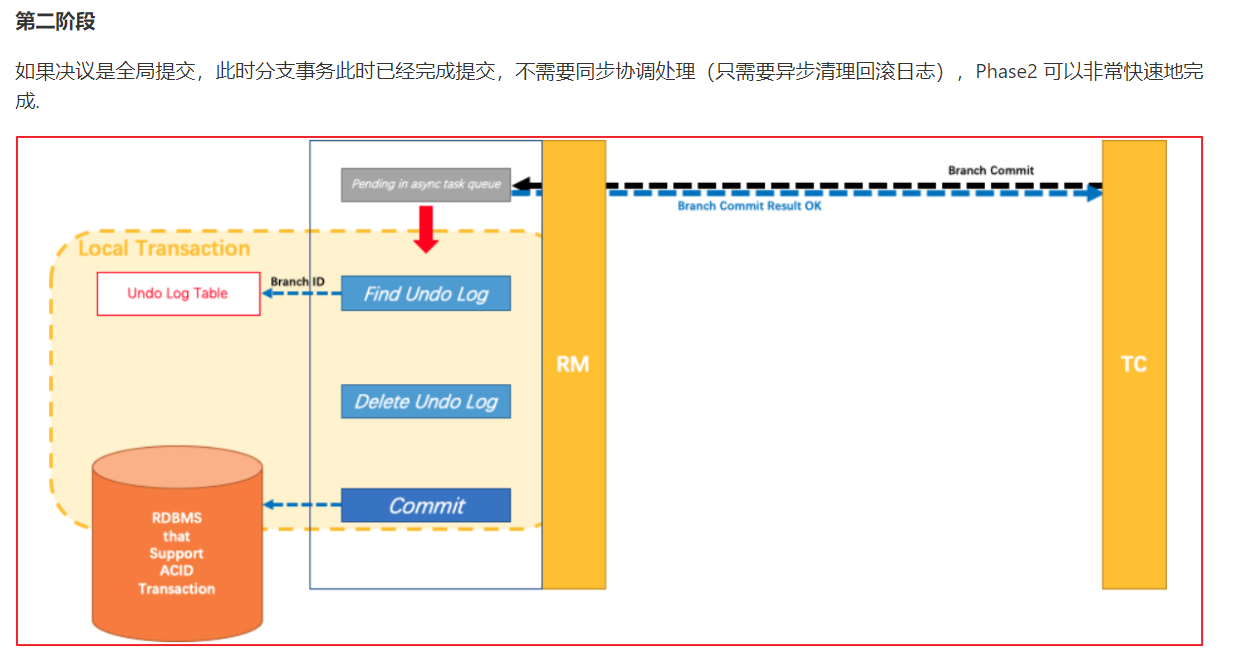 第二阶段
如果决议是全局提交，此时分支事务此时已经完成提交，不需要同步协调处理（只需要异步清理回滚日志），Phase2 可以非常快速地完
成.
Branch Commit
Pending in async task queue
Branch Commit Result OK
Local Transaction
Branch ID
Undo Log Table
Find Undo Log
RM
TC
Delete Undo Log
Commit
RDBMS
that
Support
ACID
Transaction